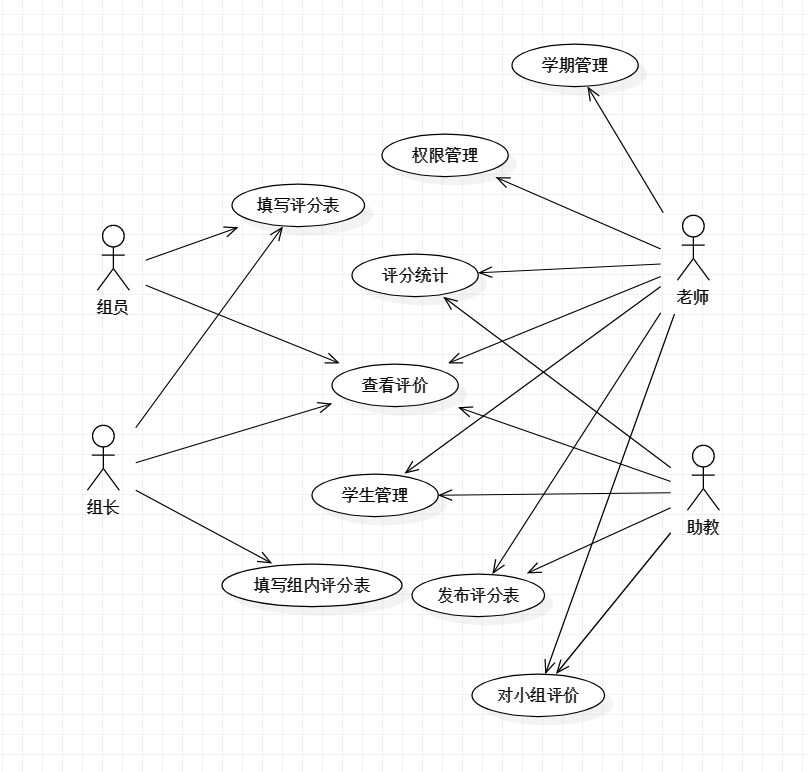 学期管理
权限管理
填写评分表
组员
评分统计
老师
查看评价
组长
学生管理
助教
填写组内评分表
发布评分表
对小组评价